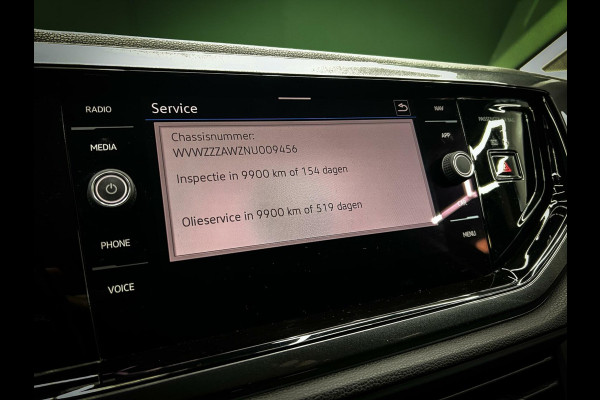 RADIO
MEDIA
PHONE
VOICE
Service
Chassisnummer:
WVWZZZAWZNU009456
Inspectie in 9900 km of 154 dagen
Olieservice in 9900 km of 519 dagen
NAV
APP
MENU